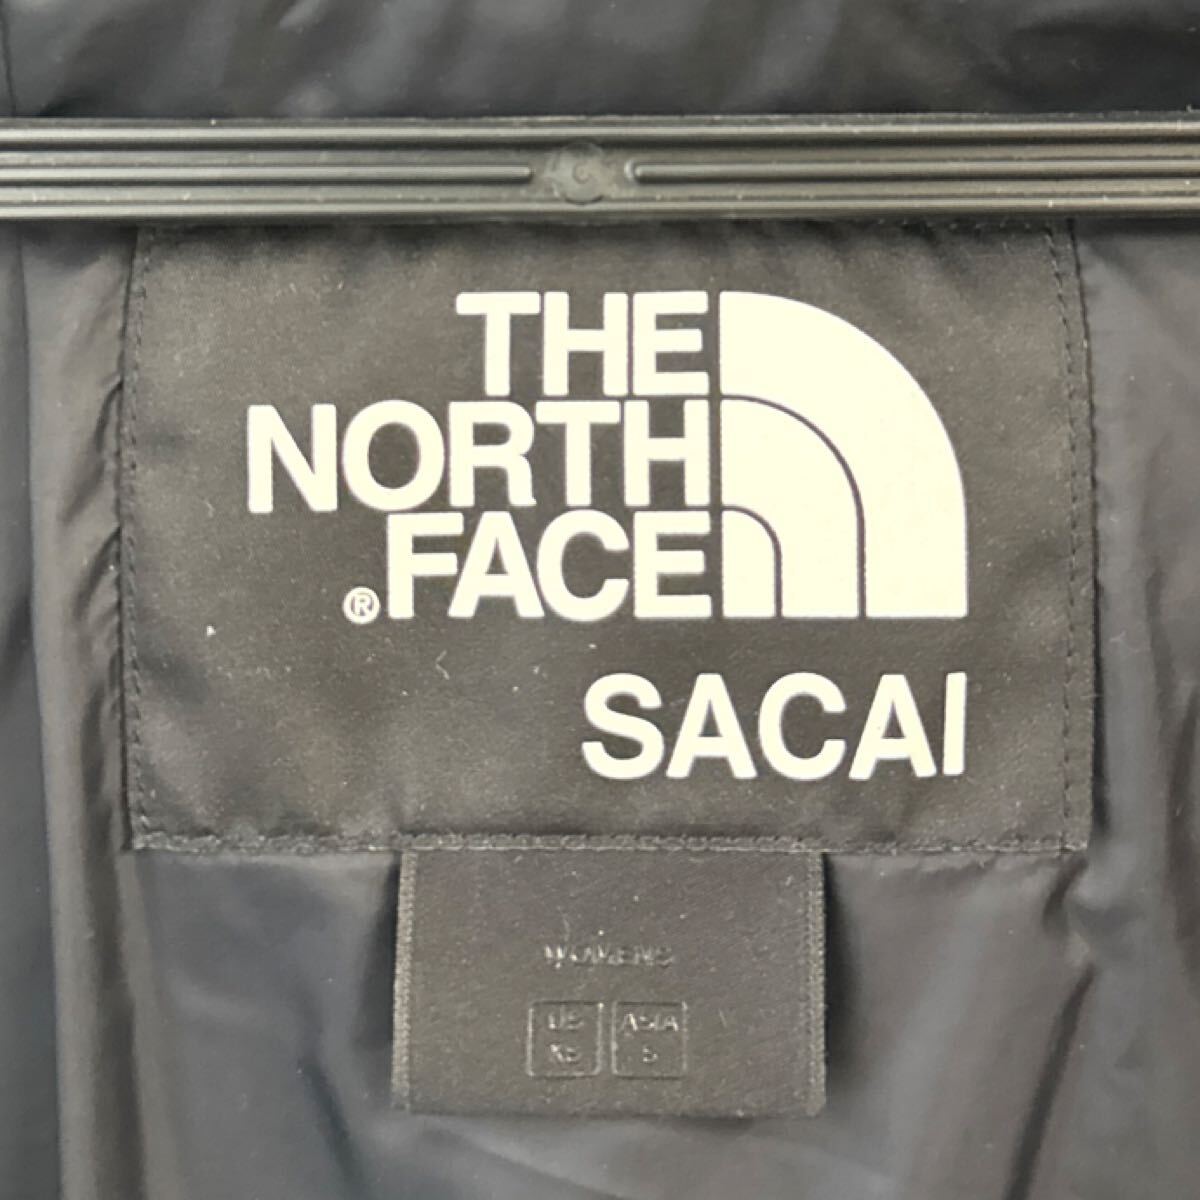 THE
NORTH
FACE
®
SACAI
WOMENS
US ASIA
XS S